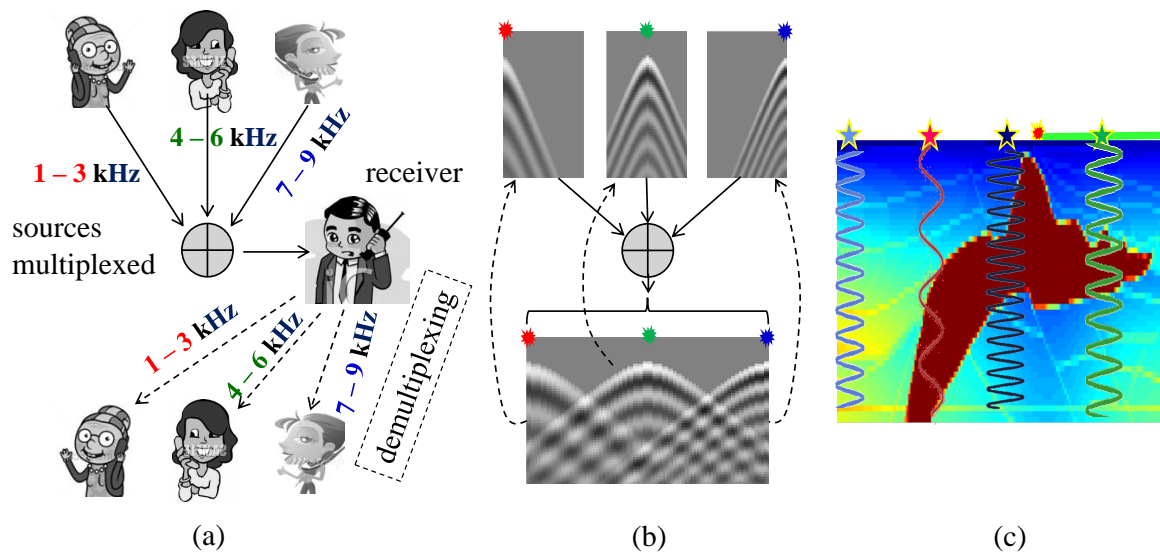 1 – 3 kHz
4 – 6 kHz
7 – 9 kHz
sources
multiplexed
receiver
1 – 3 kHz
4 – 6 kHz
7 – 9 kHz
demultiplexing
(a)
(b)
(c)